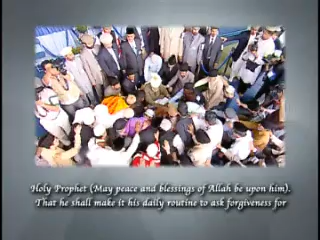 Holy Prophet (May peace and blessings of Allah be upon him).
That he shall make it his daily routine to ask forgiveness for